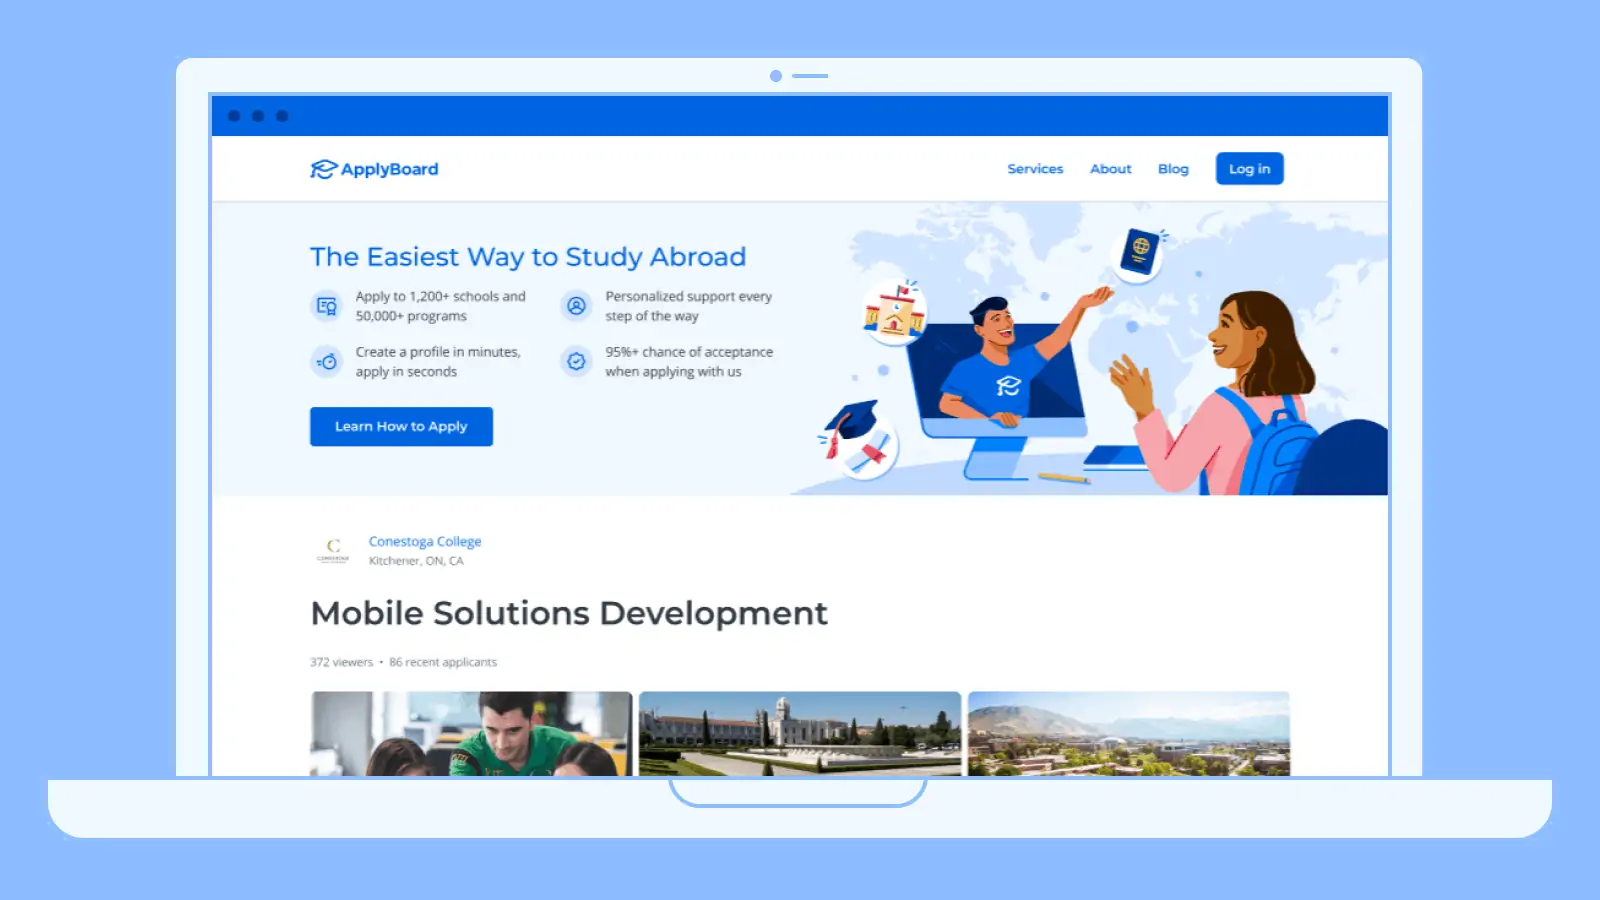 ApplyBoard
Services
About
Blog
Log in
The Easiest Way to Study Abroad
Apply to 1,200+ schools and
50,000+ programs
Personalized support every
step of the way
Create a profile in minutes,
apply in seconds
95%+ chance of acceptance
when applying with us
Learn How to Apply
Conestoga College
Kitchener, ON, CA
Mobile Solutions Development
372 viewers • 86 recent applicants